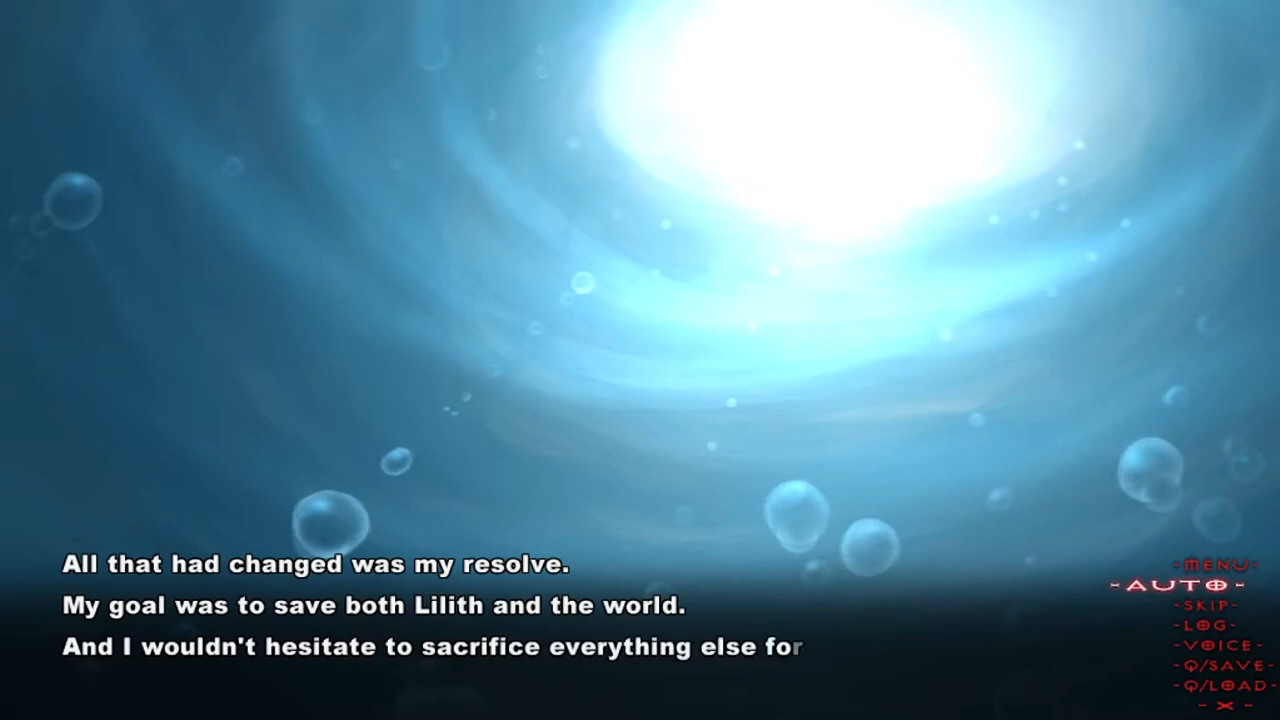 All that had changed was my resolve.
My goal was to save both Lilith and the world.
And I wouldn't hesitate to sacrifice everything else for
-MENU-
-AUTO-
-SKIP-
-LOG-
-VOICE-
-Q/SAVE-
-Q/LOAD-
-X-